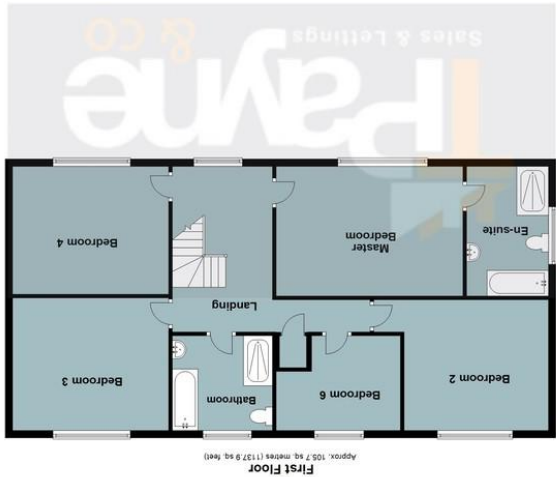 First Floor
Approx. 105.7 sq. metres (1137.9 sq. feet)
Bedroom 2
Bedroom 6
Bathroom
Bedroom 3
Landing
En-suite
Master
Bedroom
Bedroom 4
Payne
& CO
Sales & Lettings